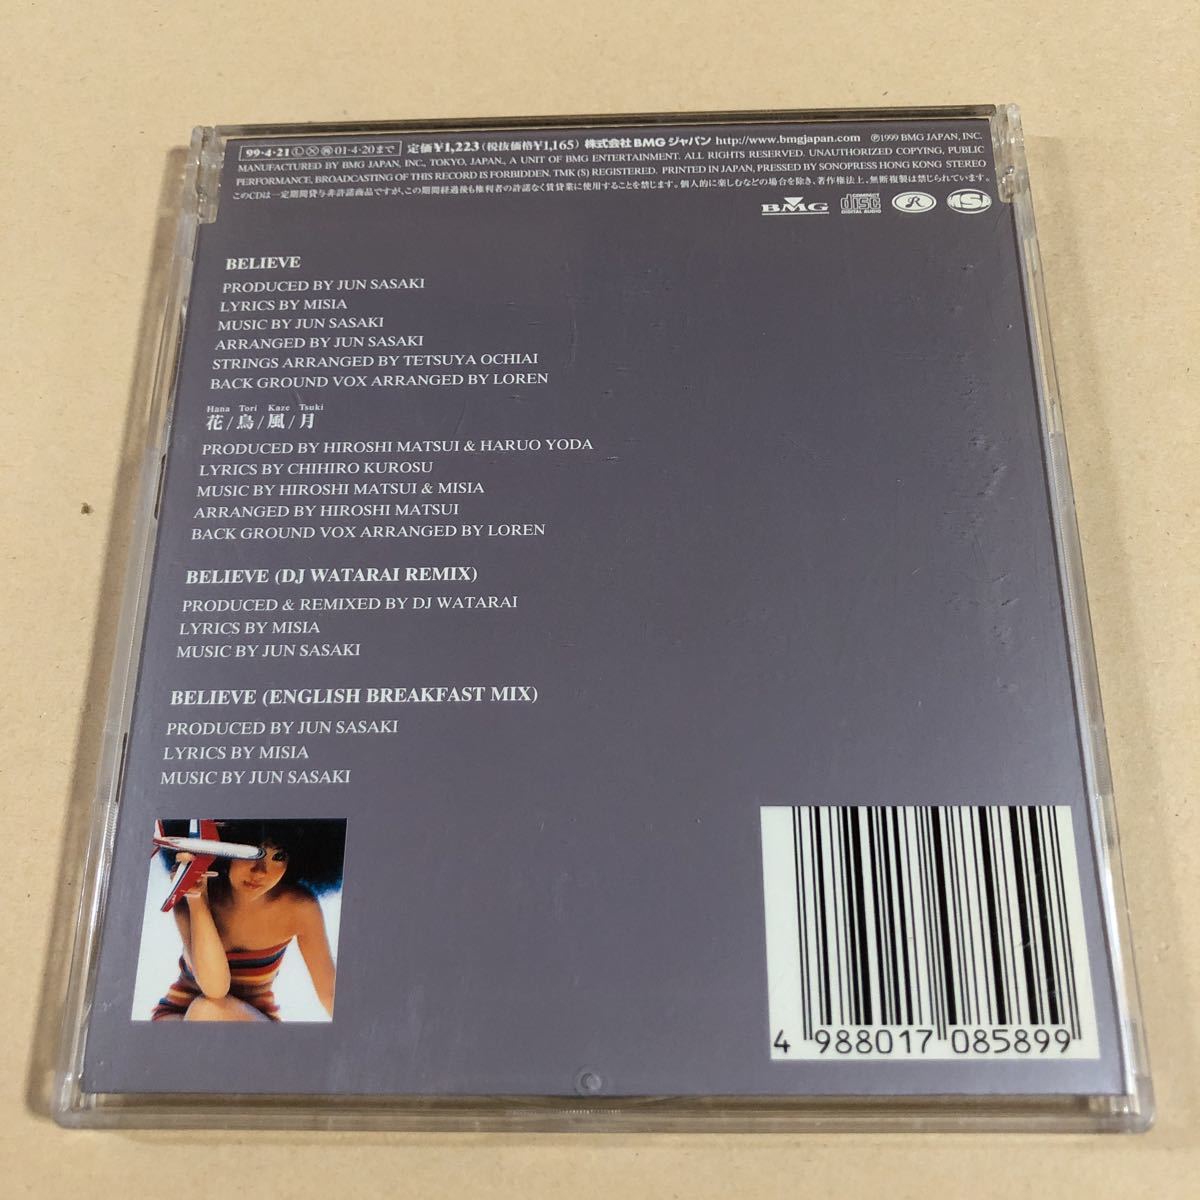 99・4・21 Ⓛ Ⓧ 再 01・4・20まで 定価¥1,223(税抜価格¥1,165) 株式会社BMGジャパン http://www.bmgjapan.com Ⓟ1999 BMG JAPAN, INC.
MANUFACTURED BY BMG JAPAN, INC., TOKYO, JAPAN., A UNIT OF BMG ENTERTAINMENT. ALL RIGHTS RESERVED. UNAUTHORIZED COPYING, PUBLIC
PERFORMANCE, BROADCASTING OF THIS RECORD IS FORBIDDEN. TMK (S) REGISTERED. PRINTED IN JAPAN, PRESSED BY SONOPRESS HONG KONG STEREO
このCDは一定期間貸与非許諾商品ですが、この期間経過後も権利者の許諾なく賃貸業に使用することを禁じます。個人的に楽しむなどの場合を除き、著作権法上、無断複製は禁じられています。
BMG COMPACT disc DIGITAL AUDIO R
BELIEVE
PRODUCED BY JUN SASAKI
LYRICS BY MISIA
MUSIC BY JUN SASAKI
ARRANGED BY JUN SASAKI
STRINGS ARRANGED BY TETSUYA OCHIAI
BACK GROUND VOX ARRANGED BY LOREN
Hana Tori Kaze Tsuki
花/鳥/風/月
PRODUCED BY HIROSHI MATSUI & HARUO YODA
LYRICS BY CHIHIRO KUROSU
MUSIC BY HIROSHI MATSUI & MISIA
ARRANGED BY HIROSHI MATSUI
BACK GROUND VOX ARRANGED BY LOREN
BELIEVE (DJ WATARAI REMIX)
PRODUCED & REMIXED BY DJ WATARAI
LYRICS BY MISIA
MUSIC BY JUN SASAKI
BELIEVE (ENGLISH BREAKFAST MIX)
PRODUCED BY JUN SASAKI
LYRICS BY MISIA
MUSIC BY JUN SASAKI
4 988017 085899